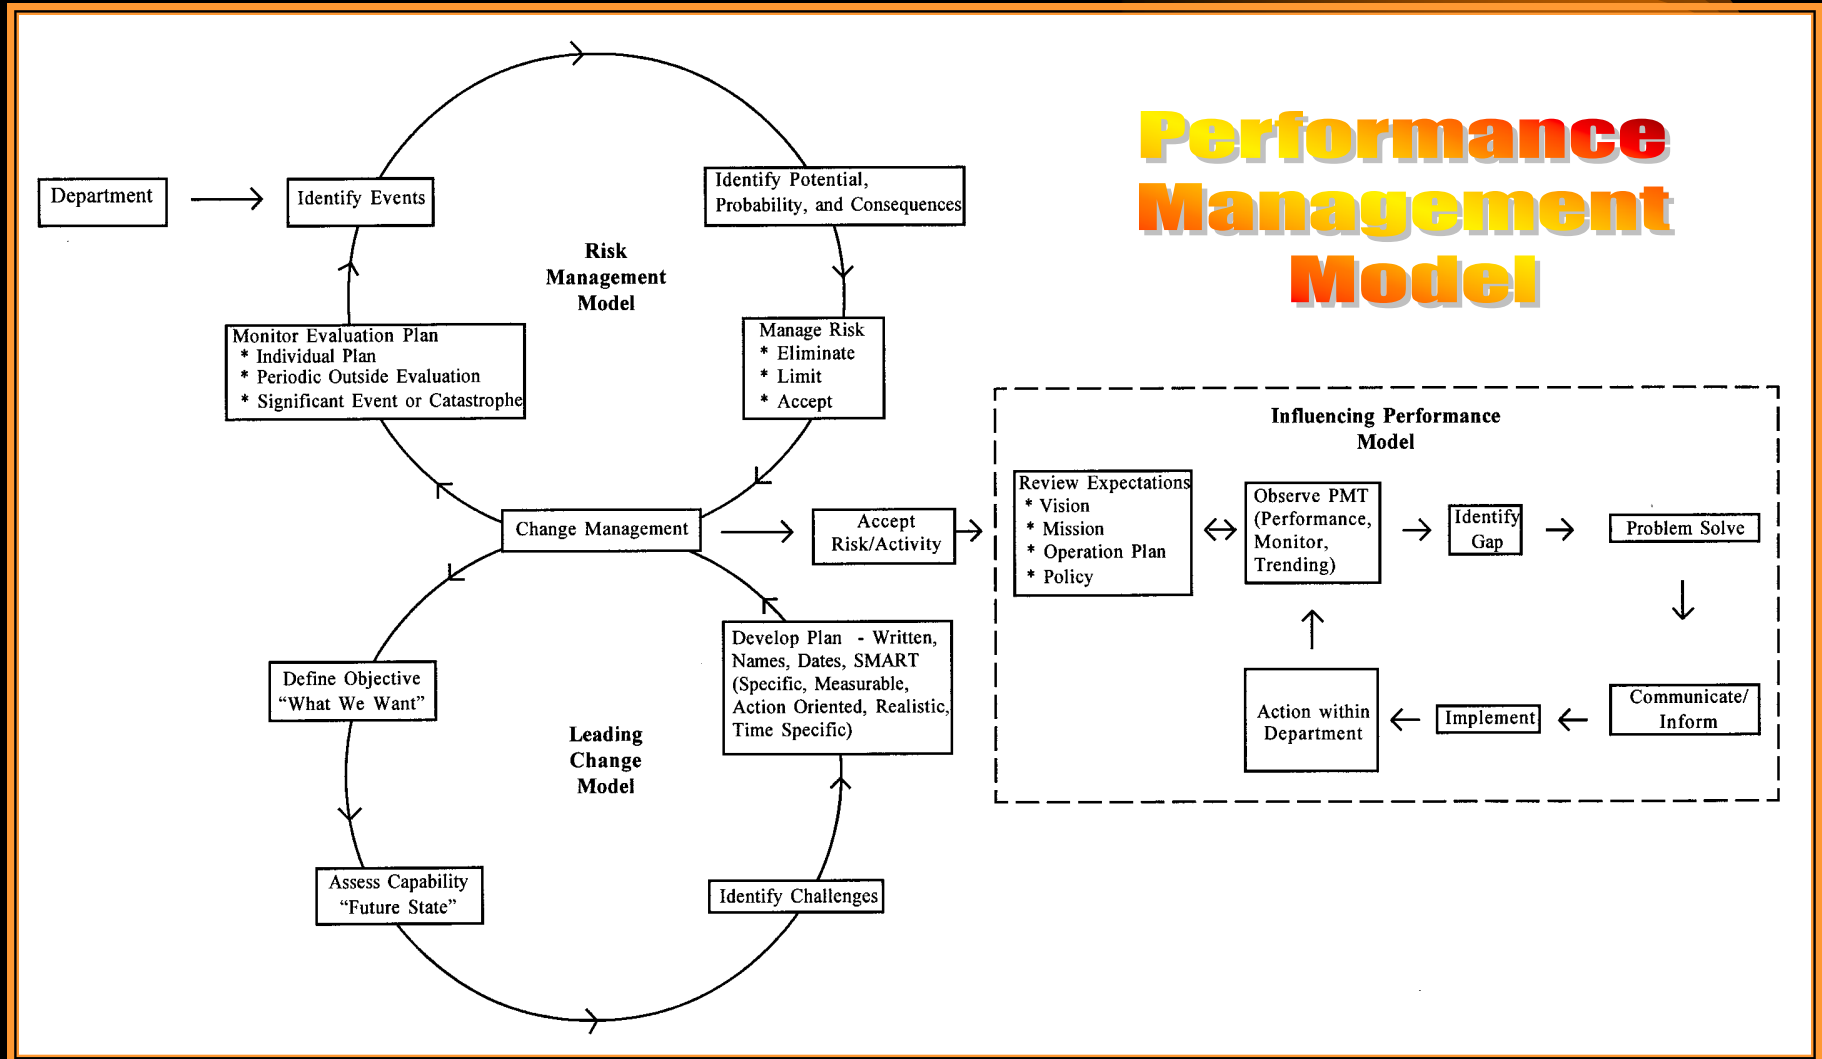 Performance
Management
Model
Department
Identify Events
Identify Potential,
Probability, and Consequences
Risk
Management
Model
Monitor Evaluation Plan
* Individual Plan
* Periodic Outside Evaluation
* Significant Event or Catastrophe
Manage Risk
* Eliminate
* Limit
* Accept
Change Management
Accept
Risk/Activity
Define Objective
“What We Want”
Develop Plan - Written,
Names, Dates, SMART
(Specific, Measurable,
Action Oriented, Realistic,
Time Specific)
Leading
Change
Model
Assess Capability
“Future State”
Identify Challenges
Influencing Performance
Model
Review Expectations
* Vision
* Mission
* Operation Plan
* Policy
Observe PMT
(Performance,
Monitor,
Trending)
Identify
Gap
Problem Solve
Communicate/
Inform
Implement
Action within
Department